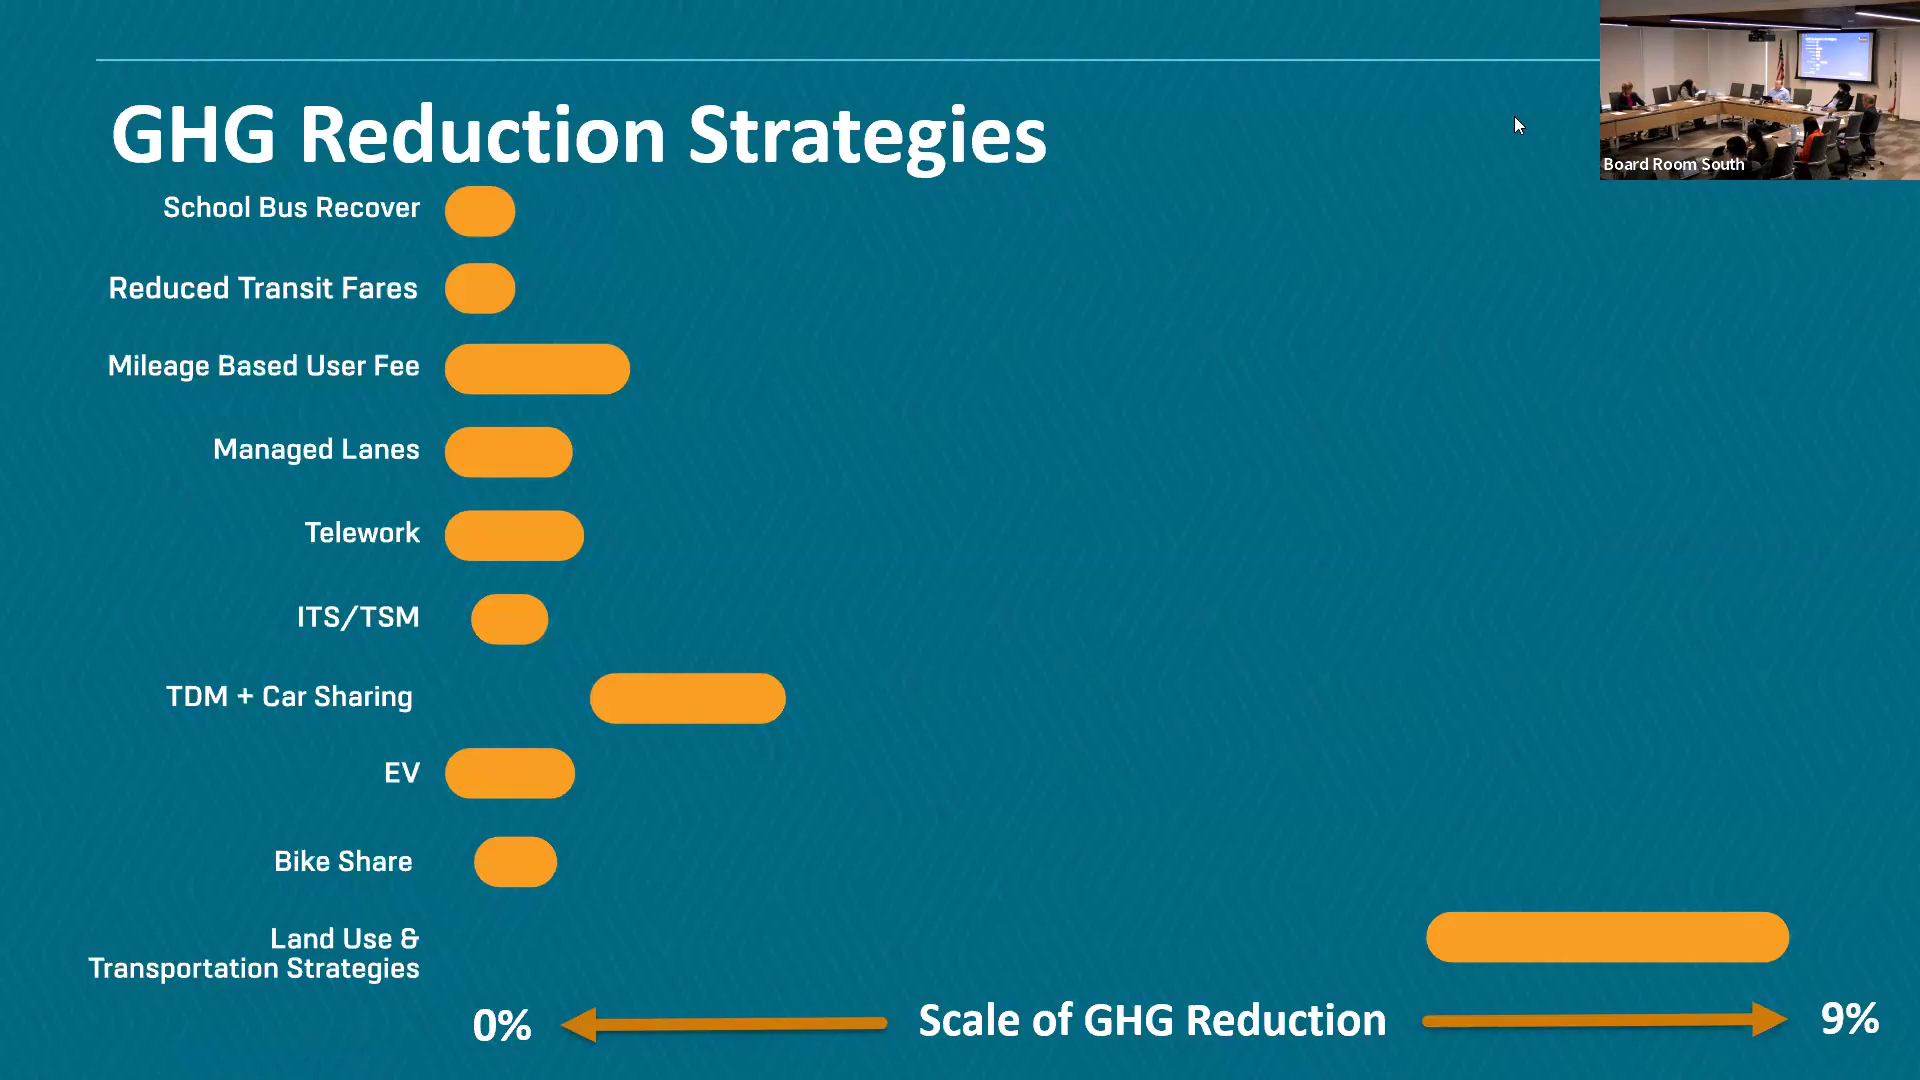 GHG Reduction Strategies
Board Room South
School Bus Recover
Reduced Transit Fares
Mileage Based User Fee
Managed Lanes
Telework
ITS/TSM
TDM + Car Sharing
EV
Bike Share
Land Use &
Transportation Strategies
0%
Scale of GHG Reduction
9%